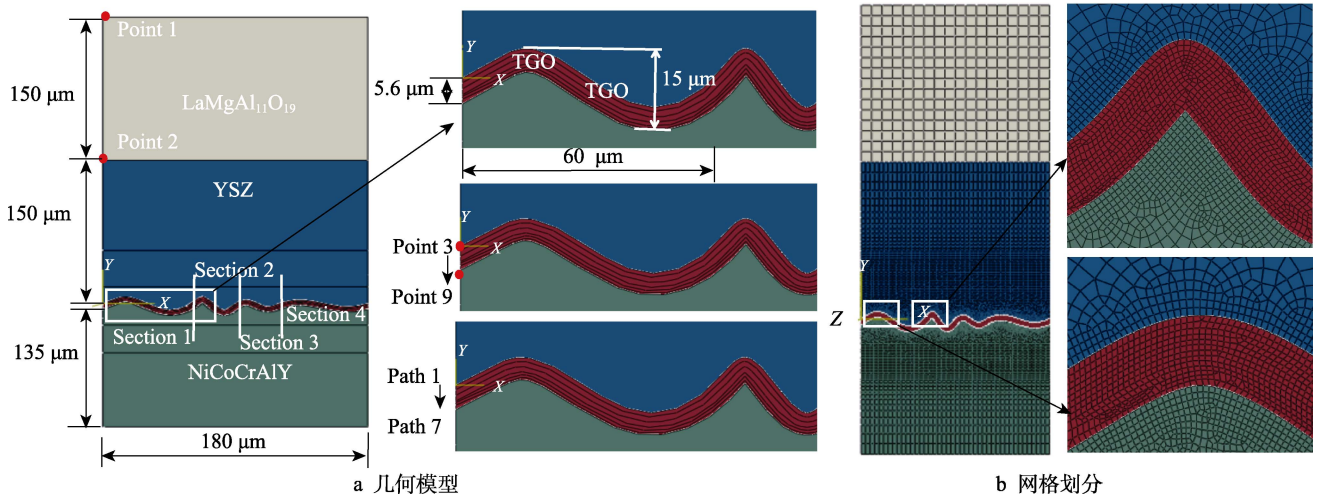 Point 1
150 μm
LaMgAl₁₁O₁₉
Point 2
YSZ
150 μm
Y
Section 2
X
Section 4
Section 1
Section 3
135 μm
NiCoCrAlY
180 μm
Y
TGO
X
TGO
15 μm
5.6 μm
60 μm
Y
Point 3
X
Point 9
Y
Path 1
X
Path 7
a 几何模型
Y
X
Z
b 网格划分